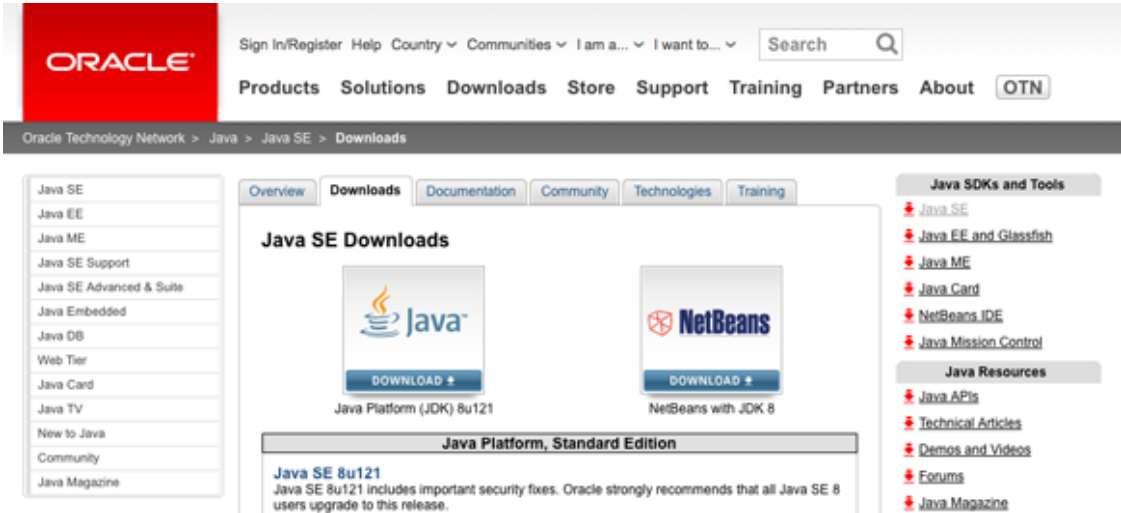 ORACLE
Sign In/Register Help Country Communities I am a... I want to... Search
Products Solutions Downloads Store Support Training Partners About OTN
Oracle Technology Network > Java > Java SE > Downloads
Java SE
Java EE
Java ME
Java SE Support
Java SE Advanced & Suite
Java Embedded
Java DB
Web Tier
Java Card
Java TV
New to Java
Community
Java Magazine
Overview Downloads Documentation Community Technologies Training
Java SE Downloads
Java NetBeans
DOWNLOAD DOWNLOAD
Java Platform (JDK) 8u121 NetBeans with JDK 8
Java Platform, Standard Edition
Java SE 8u121
Java SE 8u121 includes important security fixes. Oracle strongly recommends that all Java SE 8
users upgrade to this release.
Java SDKs and Tools
Java SE
Java EE and Glassfish
Java ME
Java Card
NetBeans IDE
Java Mission Control
Java Resources
Java APIs
Technical Articles
Demos and Videos
Forums
Java Magazine